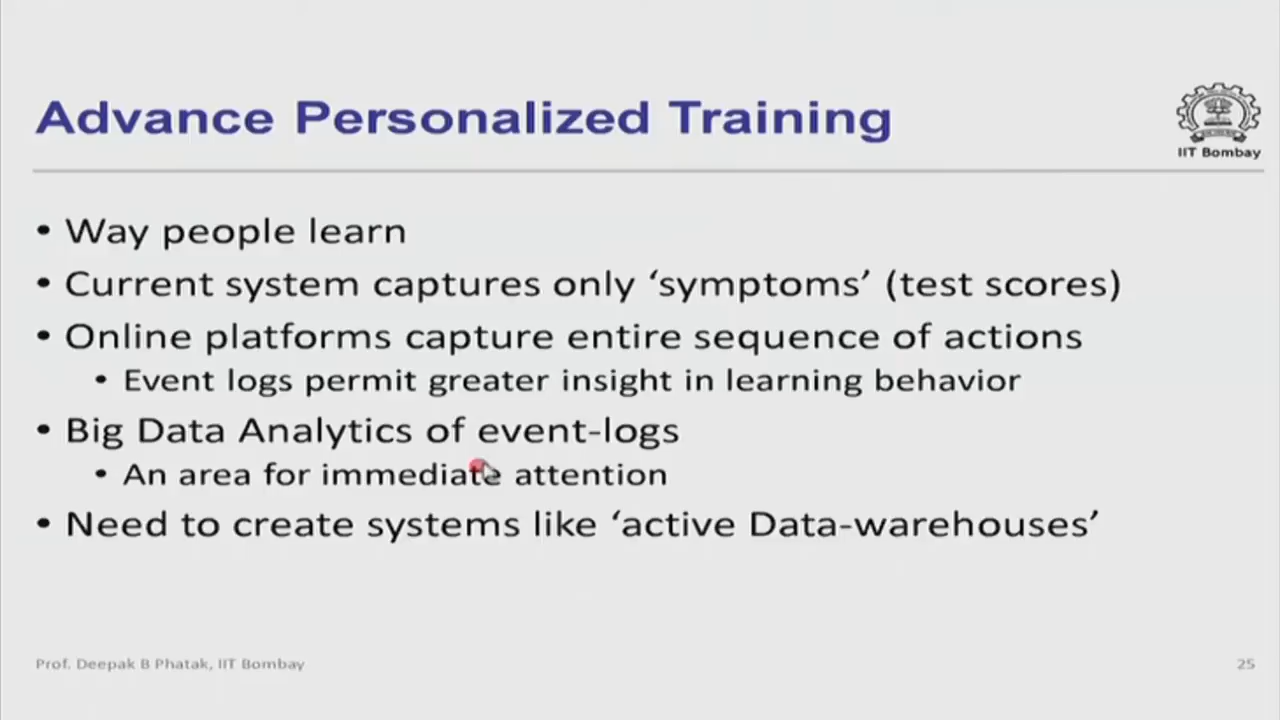 Advance Personalized Training
IIT Bombay
• Way people learn
• Current system captures only ‘symptoms’ (test scores)
• Online platforms capture entire sequence of actions
• Event logs permit greater insight in learning behavior
• Big Data Analytics of event-logs
• An area for immediate attention
• Need to create systems like ‘active Data-warehouses’
Prof. Deepak B Phatak, IIT Bombay
25